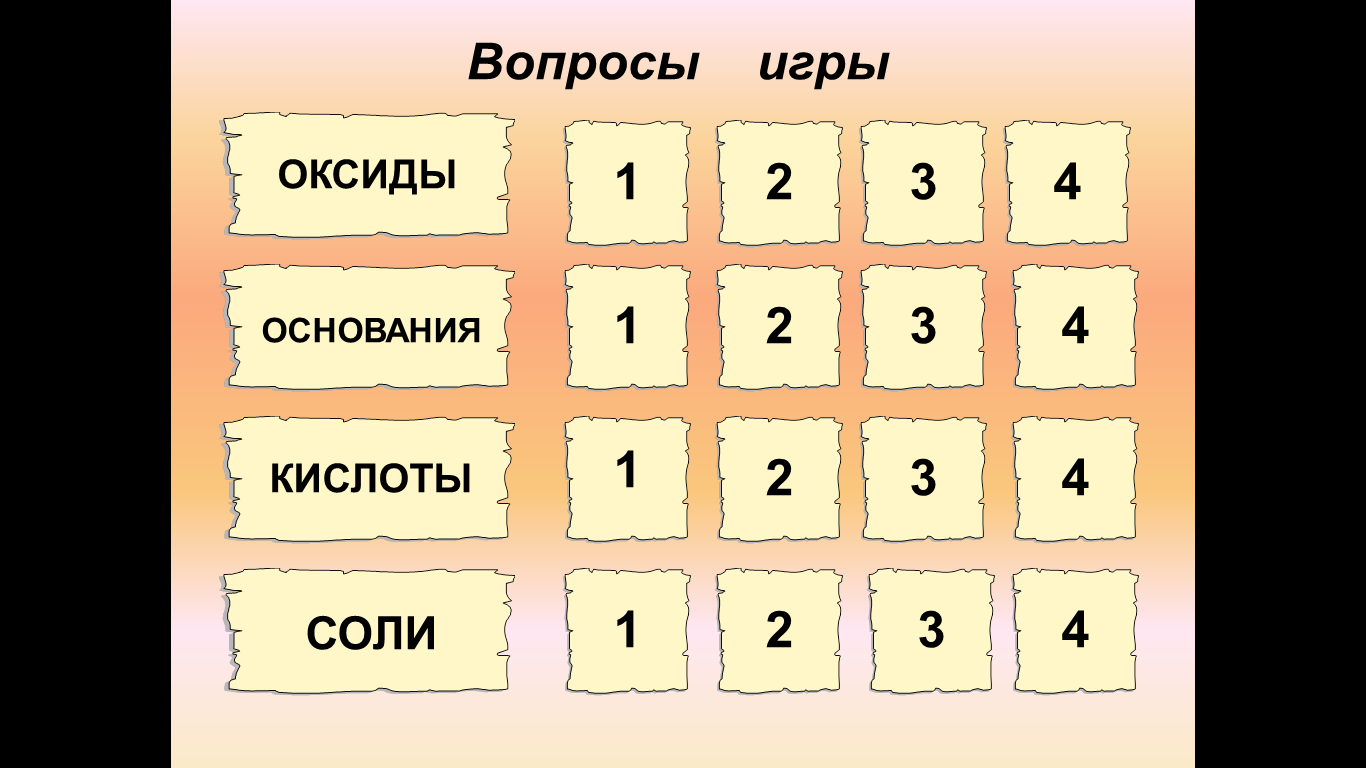 Вопросы игры
ОКСИДЫ 1 2 3 4
ОСНОВАНИЯ 1 2 3 4
КИСЛОТЫ 1 2 3 4
СОЛИ 1 2 3 4